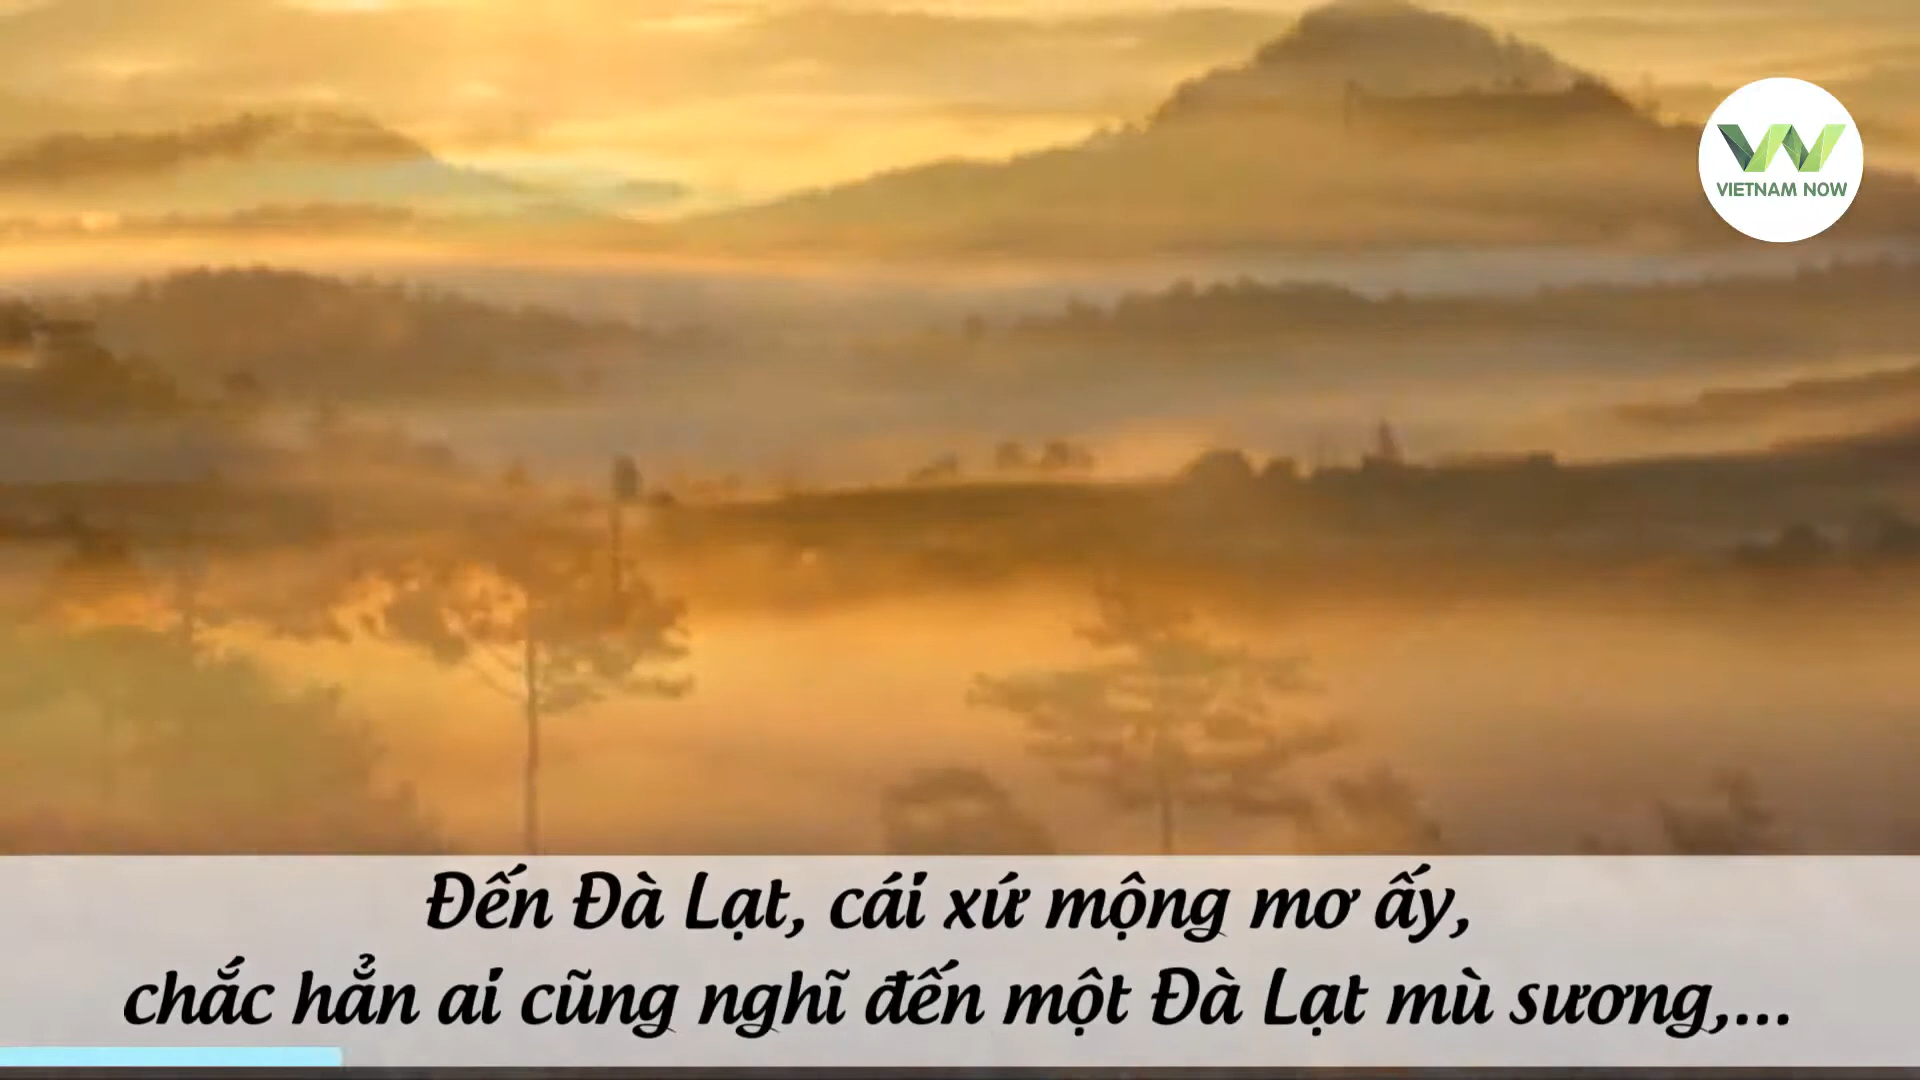 VIETNAM NOW
Đến Đà Lạt, cái xứ mộng mơ ấy,
chắc hẳn ai cũng nghĩ đến một Đà Lạt mù sương,...